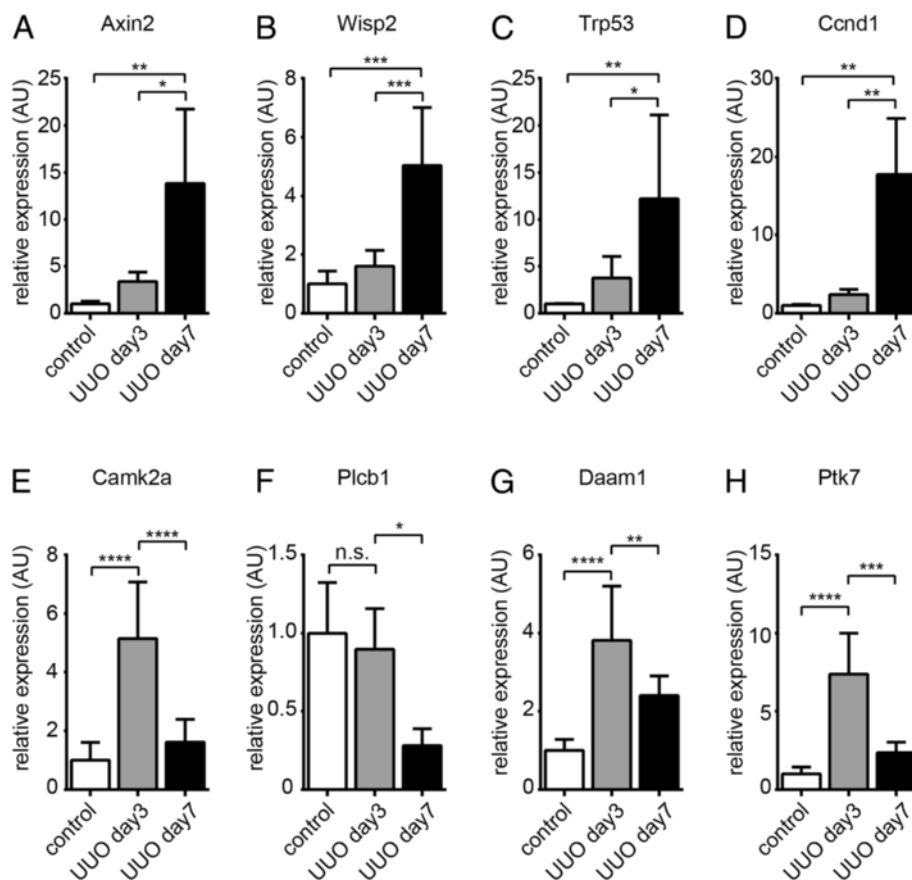 A Axin2
relative expression (AU)
25
20
15
10
5
0
**
*
control
UUO day3
UUO day7
B Wisp2
relative expression (AU)
8
6
4
2
0
***
***
control
UUO day3
UUO day7
C Trp53
relative expression (AU)
25
20
15
10
5
0
**
*
control
UUO day3
UUO day7
D Ccnd1
relative expression (AU)
30
20
10
0
**
**
control
UUO day3
UUO day7
E Camk2a
relative expression (AU)
8
6
4
2
0
****
****
control
UUO day3
UUO day7
F Plcb1
relative expression (AU)
1.5
1.0
0.5
0
*
n.s.
control
UUO day3
UUO day7
G Daam1
relative expression (AU)
6
4
2
0
**
****
control
UUO day3
UUO day7
H Ptk7
relative expression (AU)
15
10
5
0
***
****
control
UUO day3
UUO day7